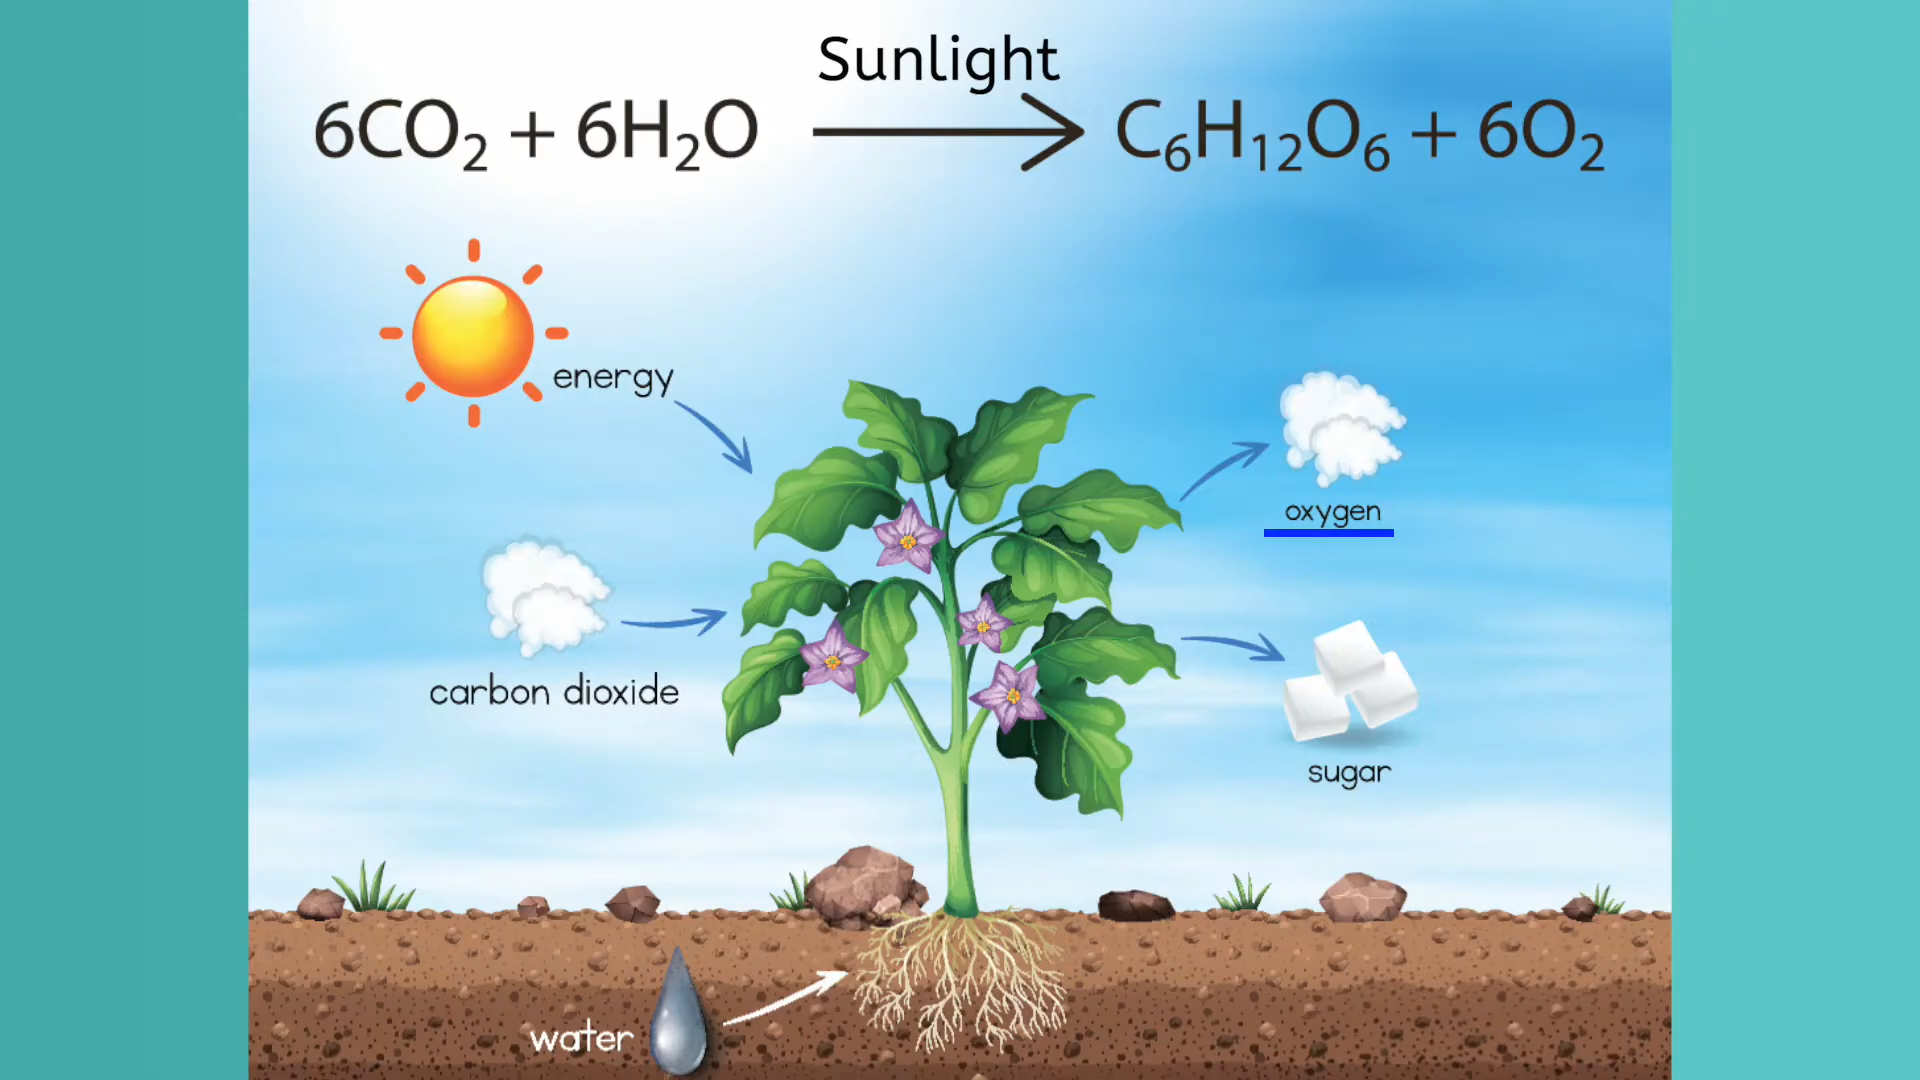 Sunlight
6CO₂ + 6H₂O → C₆H₁₂O₆ + 6O₂
energy
oxygen
carbon dioxide
sugar
water